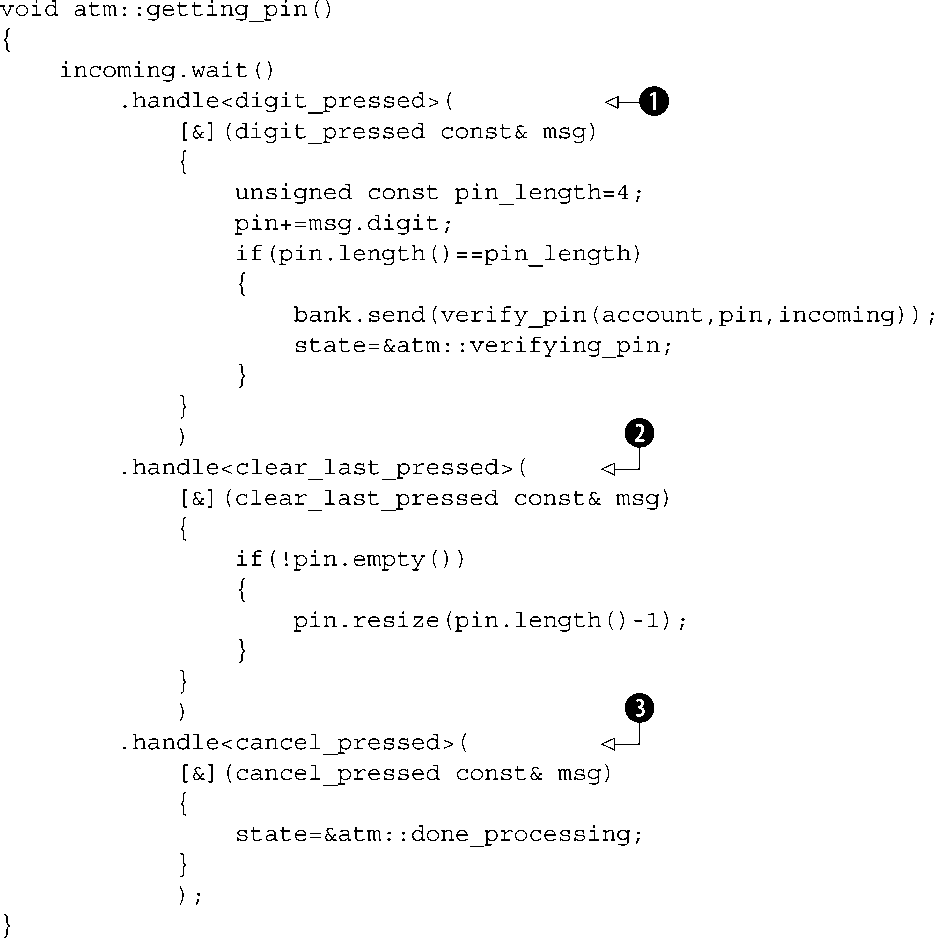 void atm::getting_pin()
{
    incoming.wait()
        .handle<digit_pressed>( 1
            [&](digit_pressed const& msg)
            {
                unsigned const pin_length=4;
                pin+=msg.digit;
                if(pin.length()==pin_length)
                {
                    bank.send(verify_pin(account,pin,incoming));
                    state=&atm::verifying_pin;
                }
            }
            )
        .handle<clear_last_pressed>( 2
            [&](clear_last_pressed const& msg)
            {
                if(!pin.empty())
                {
                    pin.resize(pin.length()-1);
                }
            }
            )
        .handle<cancel_pressed>( 3
            [&](cancel_pressed const& msg)
            {
                state=&atm::done_processing;
            }
            );
}